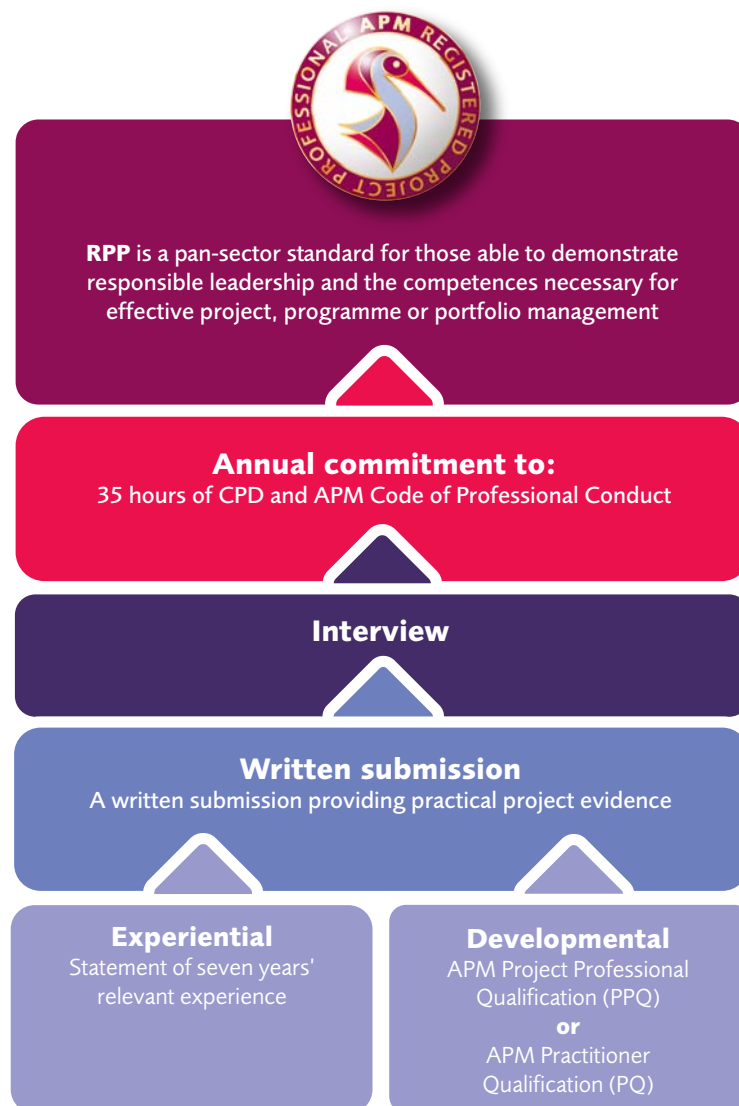 PROFESSIONAL APM REGISTERED PROJECT
RPP is a pan-sector standard for those able to demonstrate
responsible leadership and the competences necessary for
effective project, programme or portfolio management
Annual commitment to:
35 hours of CPD and APM Code of Professional Conduct
Interview
Written submission
A written submission providing practical project evidence
Experiential
Statement of seven years'
relevant experience
Developmental
APM Project Professional
Qualification (PPQ)
or
APM Practitioner
Qualification (PQ)